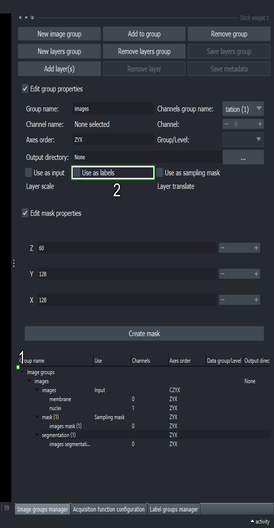 Dock widget 1
New image group Add to group Remove group
New layers group Remove layers group Save layers group
Add layer(s) Remove layer Save metadata
Edit group properties
Group name: images Channels group name: tation (1)
Channel name: None selected Channel: 0
Axes order: ZYX Group/Level:
Output directory: None ...
Use as input Use as labels Use as sampling mask
2
Layer scale Layer translate
Edit mask properties
Z 60
Y 128
X 128
Create mask
1
Group name Use Channels Axes order Data group/Level Output direc
Image groups
images None
images Input CZYX
membrane 0 ZYX
nuclei 1 ZYX
mask (1) Sampling mask ZYX
images mask (1) 0 ZYX
segmentation (1) ZYX
images segmentati... 0 ZYX
59 Image groups manager Acquisition function configuration Label groups manager
activity